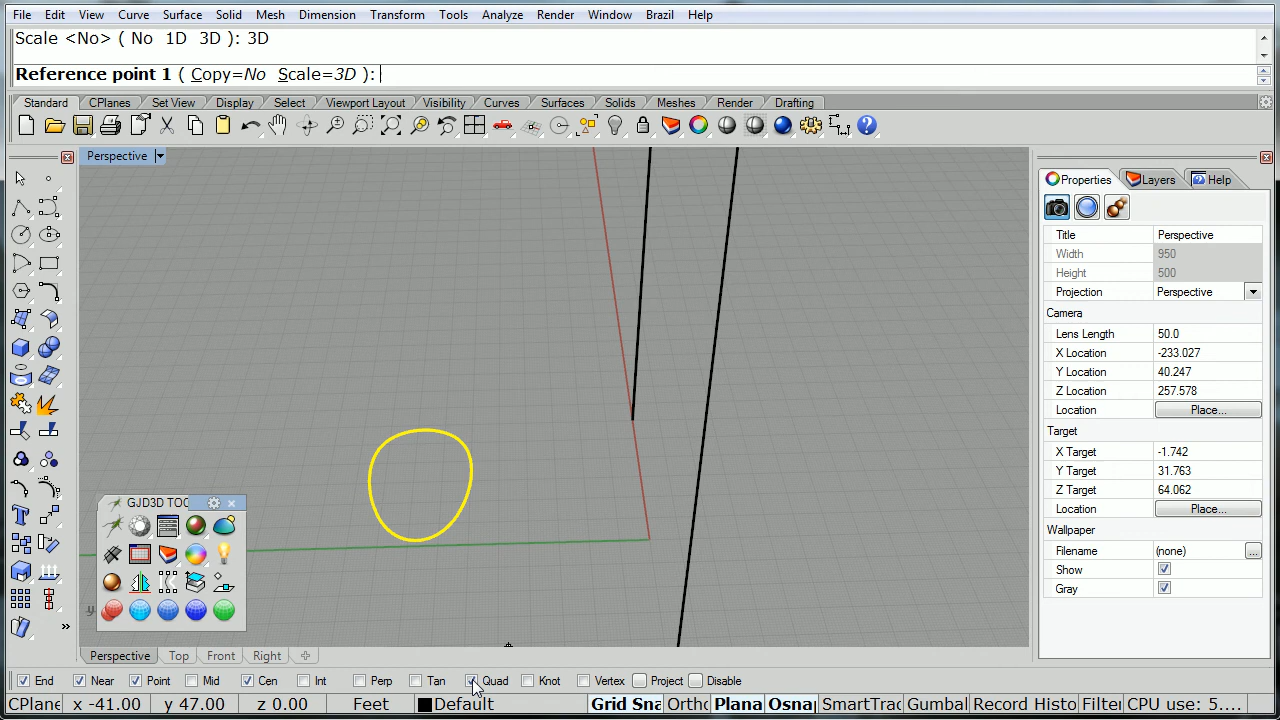 File Edit View Curve Surface Solid Mesh Dimension Transform Tools Analyze Render Window Brazil Help
Scale <No> ( No 1D 3D ): 3D
Reference point 1 ( Copy=No Scale=3D ):
Standard CPlanes Set View Display Select Viewport Layout Visibility Curves Surfaces Solids Meshes Render Drafting
Perspective
Properties Layers Help
Title Perspective
Width 950
Height 500
Projection Perspective
Camera
Lens Length 50.0
X Location -233.027
Y Location 40.247
Z Location 257.578
Location Place...
Target
X Target -1.742
Y Target 31.763
Z Target 64.062
Location Place...
Wallpaper
Filename (none) ...
Show
Gray
GJD3D TOO
y
Perspective Top Front Right
End Near Point Mid Cen Int Perp Tan Quad Knot Vertex Project Disable
CPlane x -41.00 y 47.00 z 0.00 Feet Default Grid Sna Ortho Plana Osna SmartTrac Gumbal Record Histo Filter CPU use: 5....